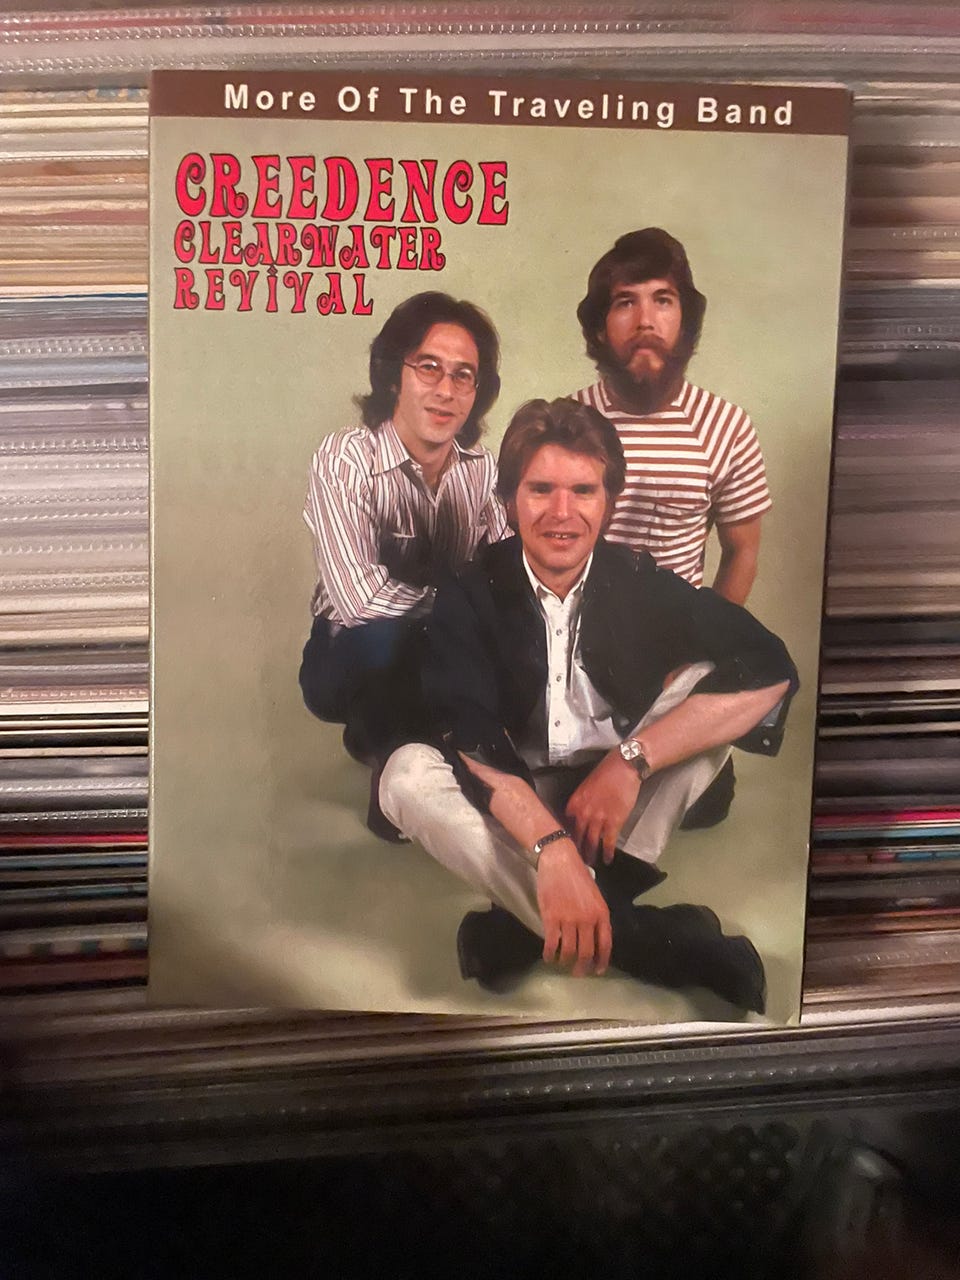 More Of The Traveling Band
CREEDENCE
CLEARWATER
REVIVAL